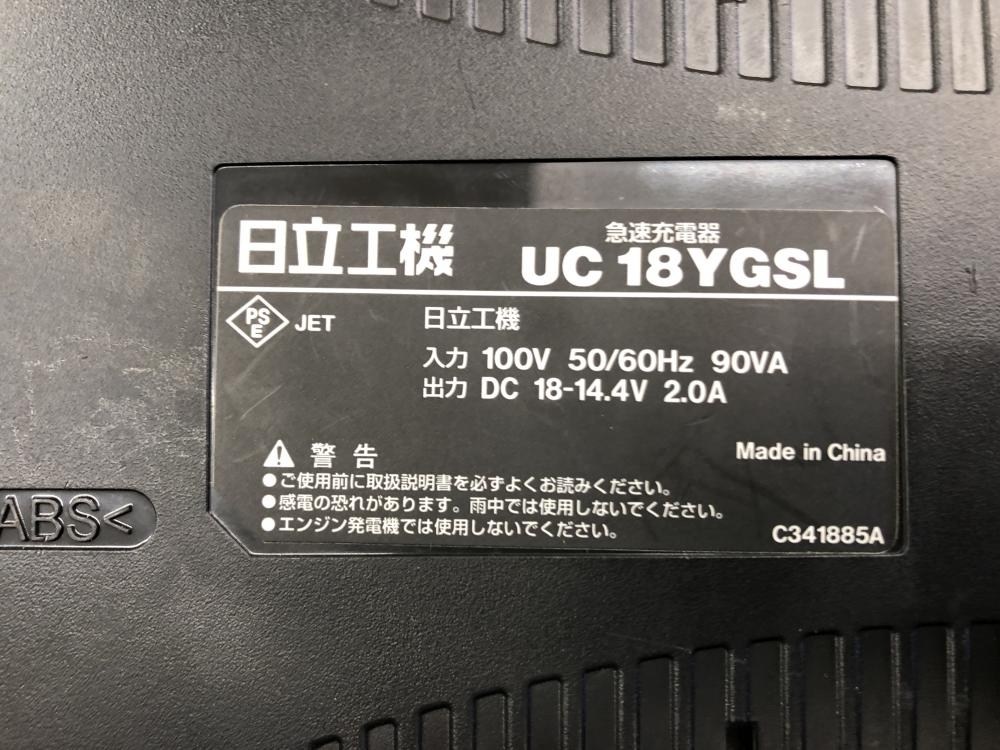 急速充電器
日立工機 UC 18YGSL
PS
E JET
日立工機
入力 100V 50/60Hz 90VA
出力 DC 18-14.4V 2.0A
警告
Made in China
●ご使用前に取扱説明書を必ずよくお読みください。
●感電の恐れがあります。雨中では使用しないでください。
●エンジン発電機では使用しないでください。
C341885A
ABS<